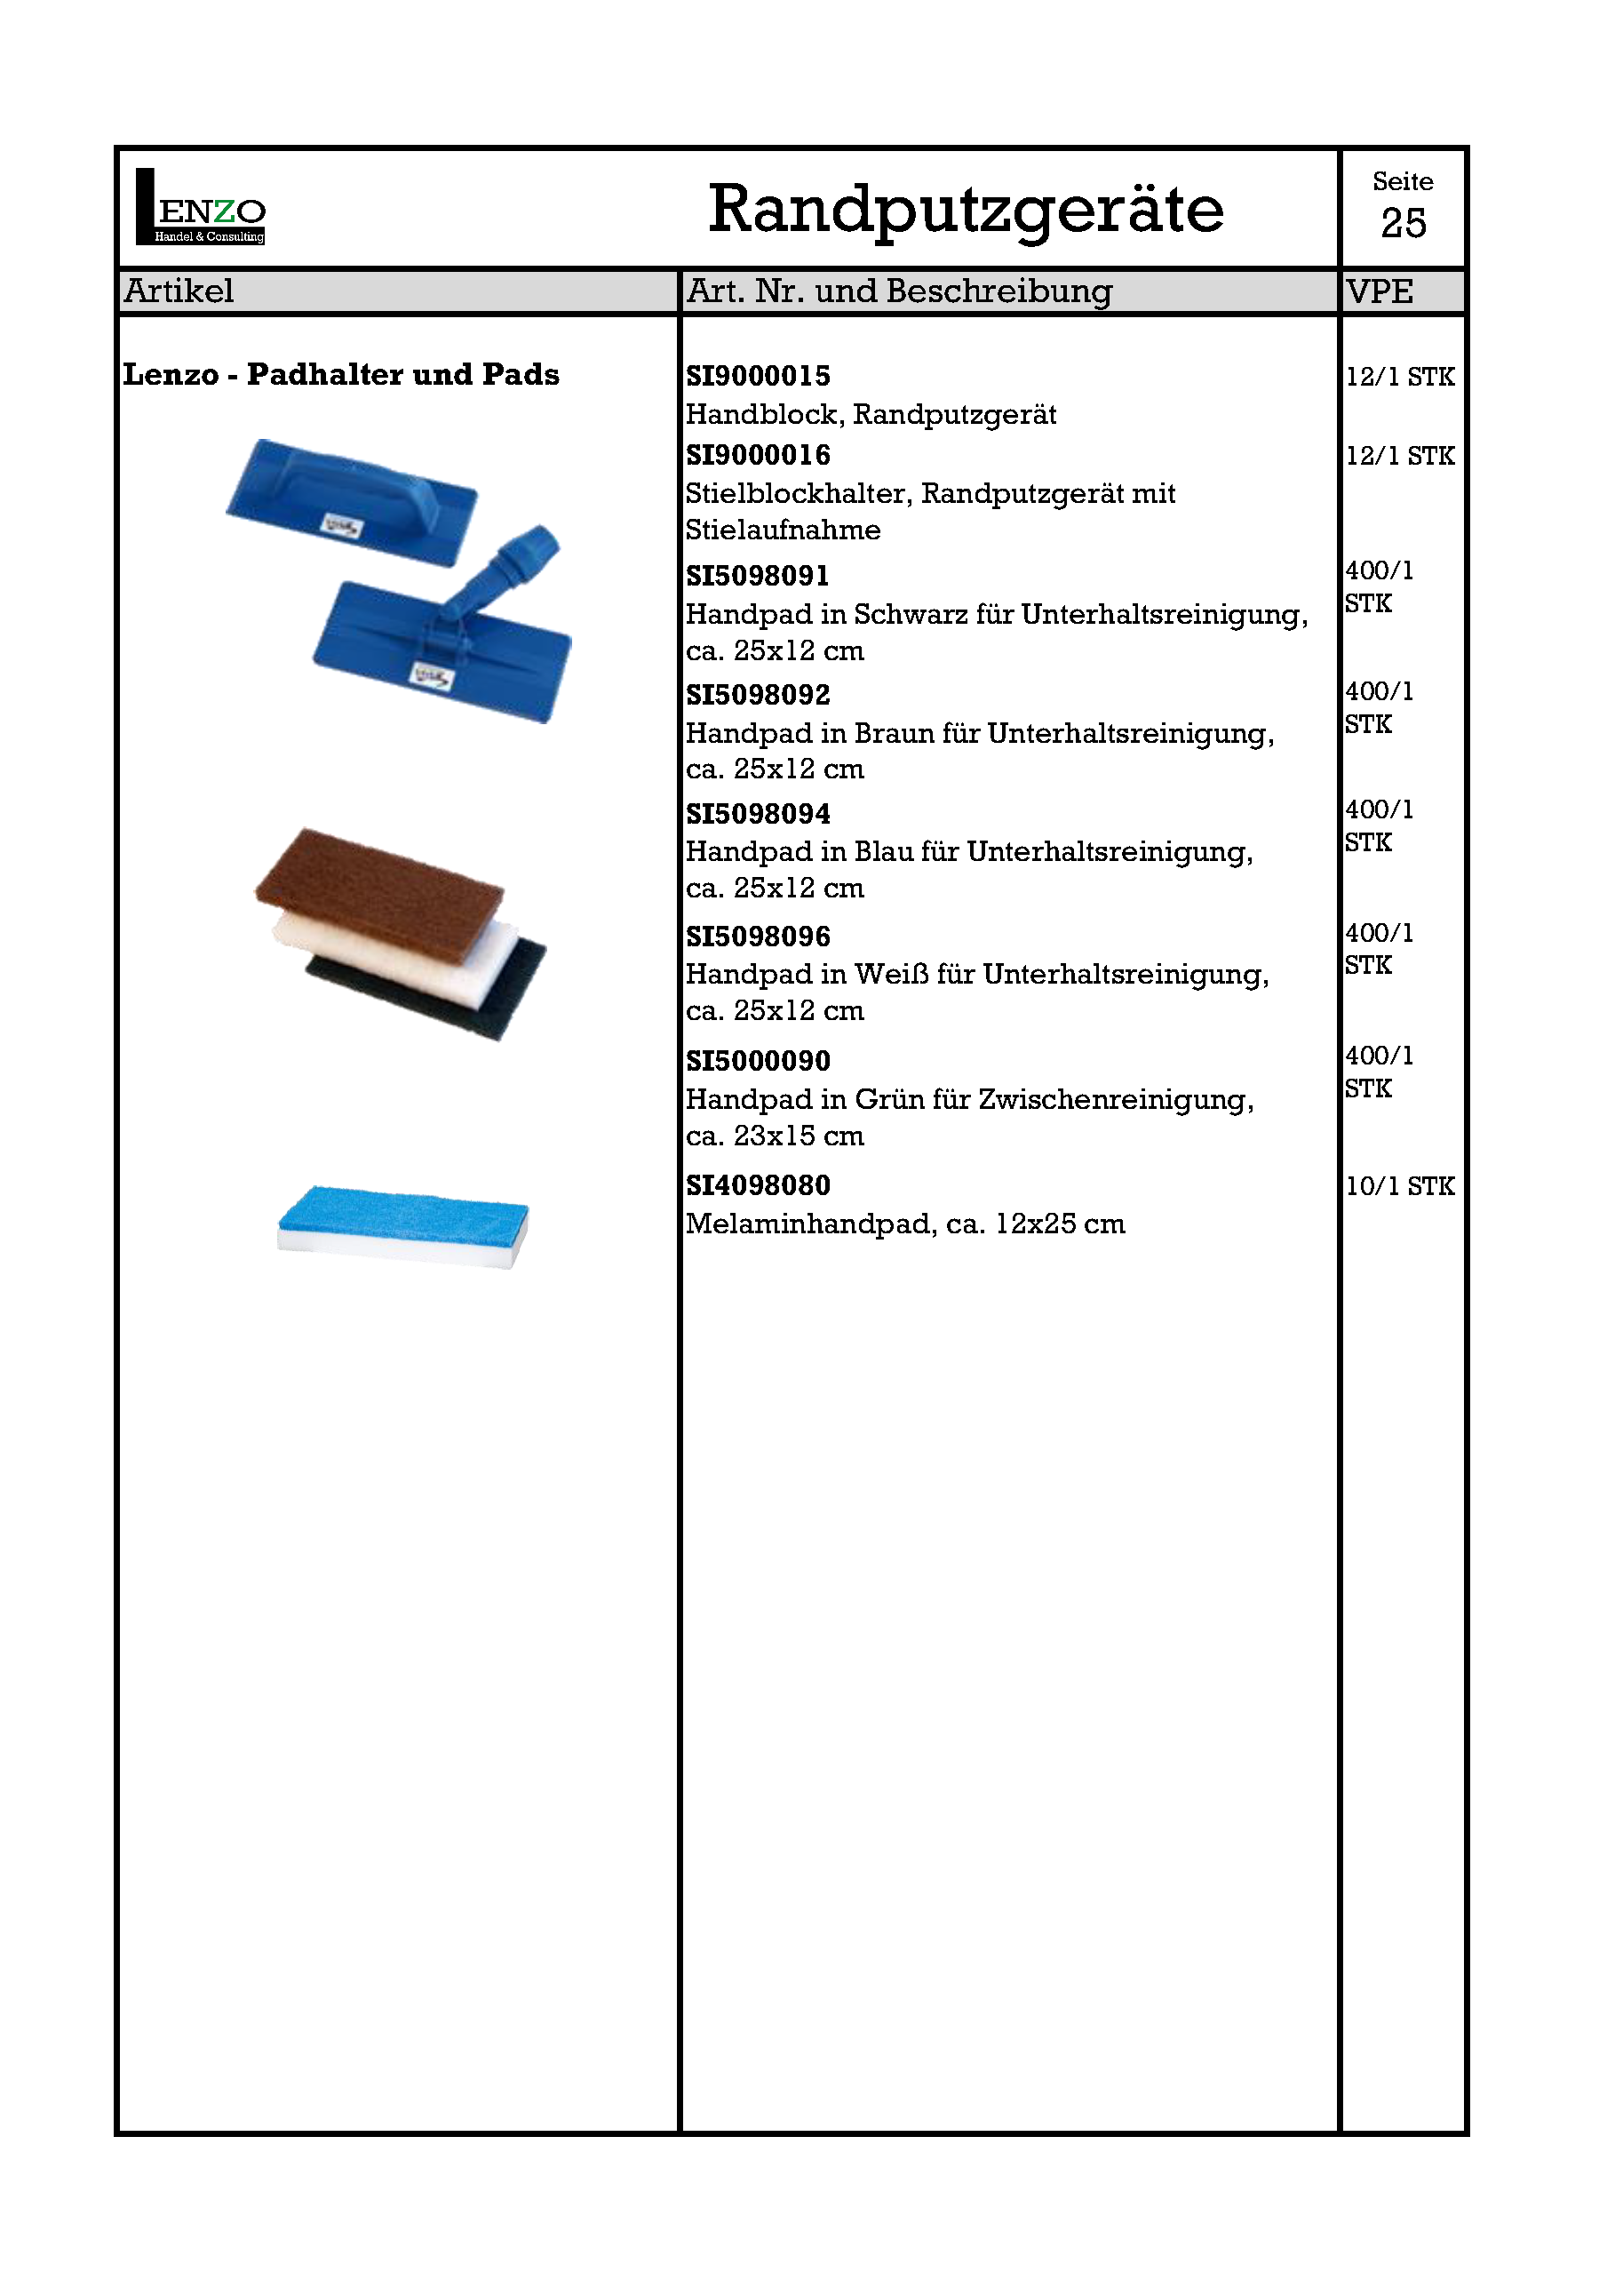 LENZO
Handel & Consulting
Randputzgeräte
Seite
25
Artikel
Art. Nr. und Beschreibung
VPE
Lenzo - Padhalter und Pads
SI9000015
12/1 STK
Handblock, Randputzgerät
SI9000016
12/1 STK
Stielblockhalter, Randputzgerät mit
Stielaufnahme
SI5098091
400/1
STK
Handpad in Schwarz für Unterhaltsreinigung,
ca. 25x12 cm
SI5098092
400/1
STK
Handpad in Braun für Unterhaltsreinigung,
ca. 25x12 cm
SI5098094
400/1
STK
Handpad in Blau für Unterhaltsreinigung,
ca. 25x12 cm
SI5098096
400/1
STK
Handpad in Weiß für Unterhaltsreinigung,
ca. 25x12 cm
SI5000090
400/1
STK
Handpad in Grün für Zwischenreinigung,
ca. 23x15 cm
SI4098080
10/1 STK
Melaminhandpad, ca. 12x25 cm